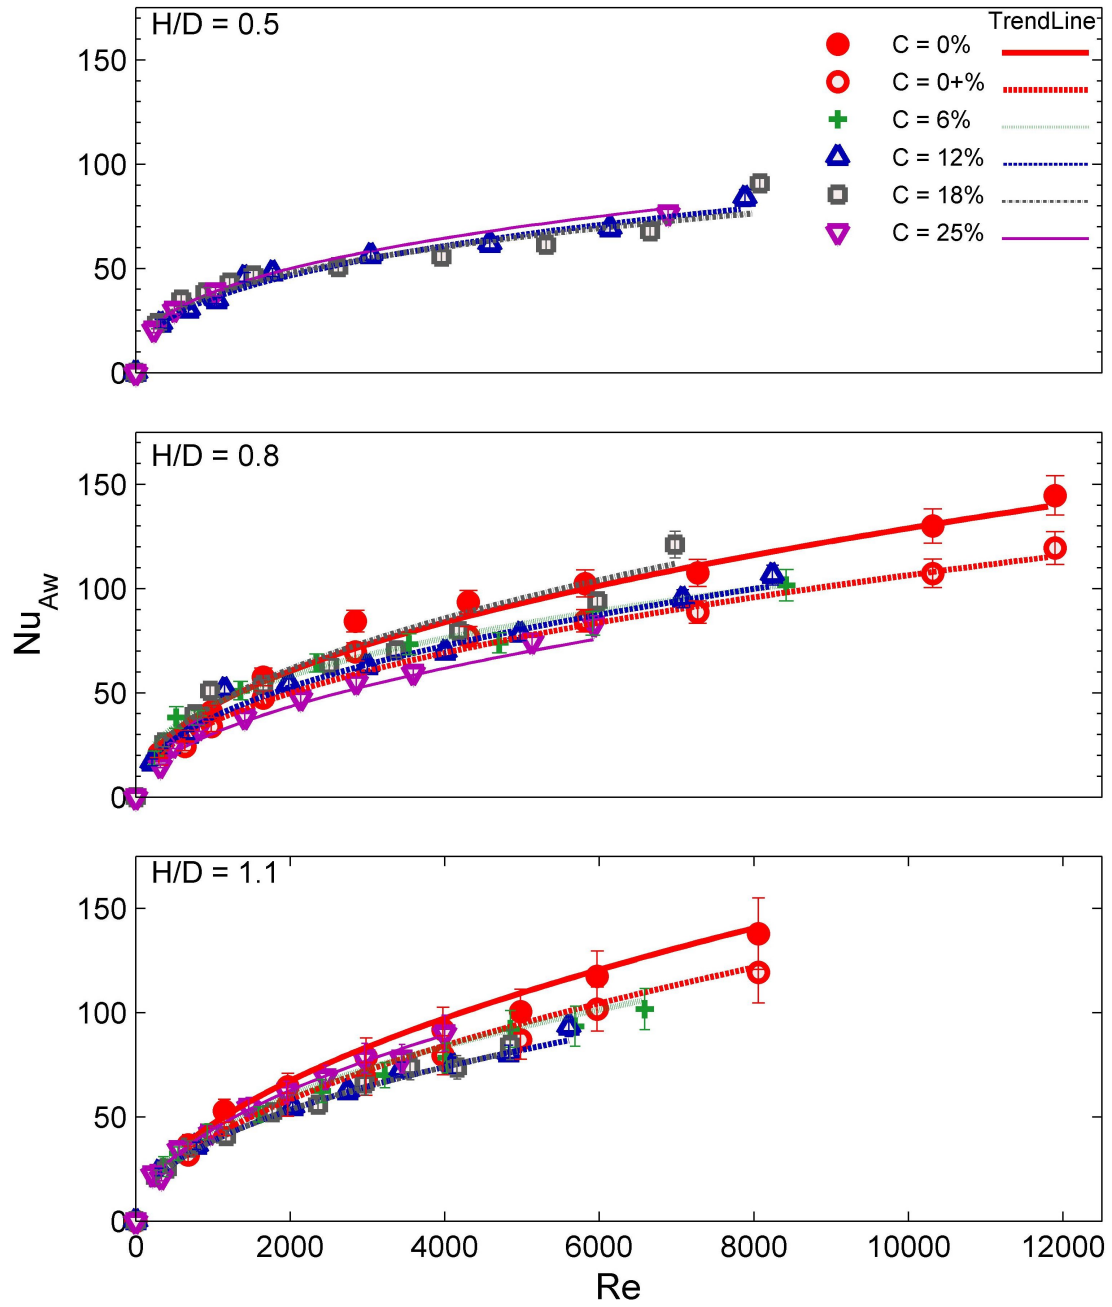 H/D = 0.5
TrendLine
C = 0%
C = 0+%
C = 6%
C = 12%
C = 18%
C = 25%
150
100
50
0
H/D = 0.8
150
100
50
0
Nu_Aw
H/D = 1.1
150
100
50
0
0 2000 4000 6000 8000 10000 12000
Re